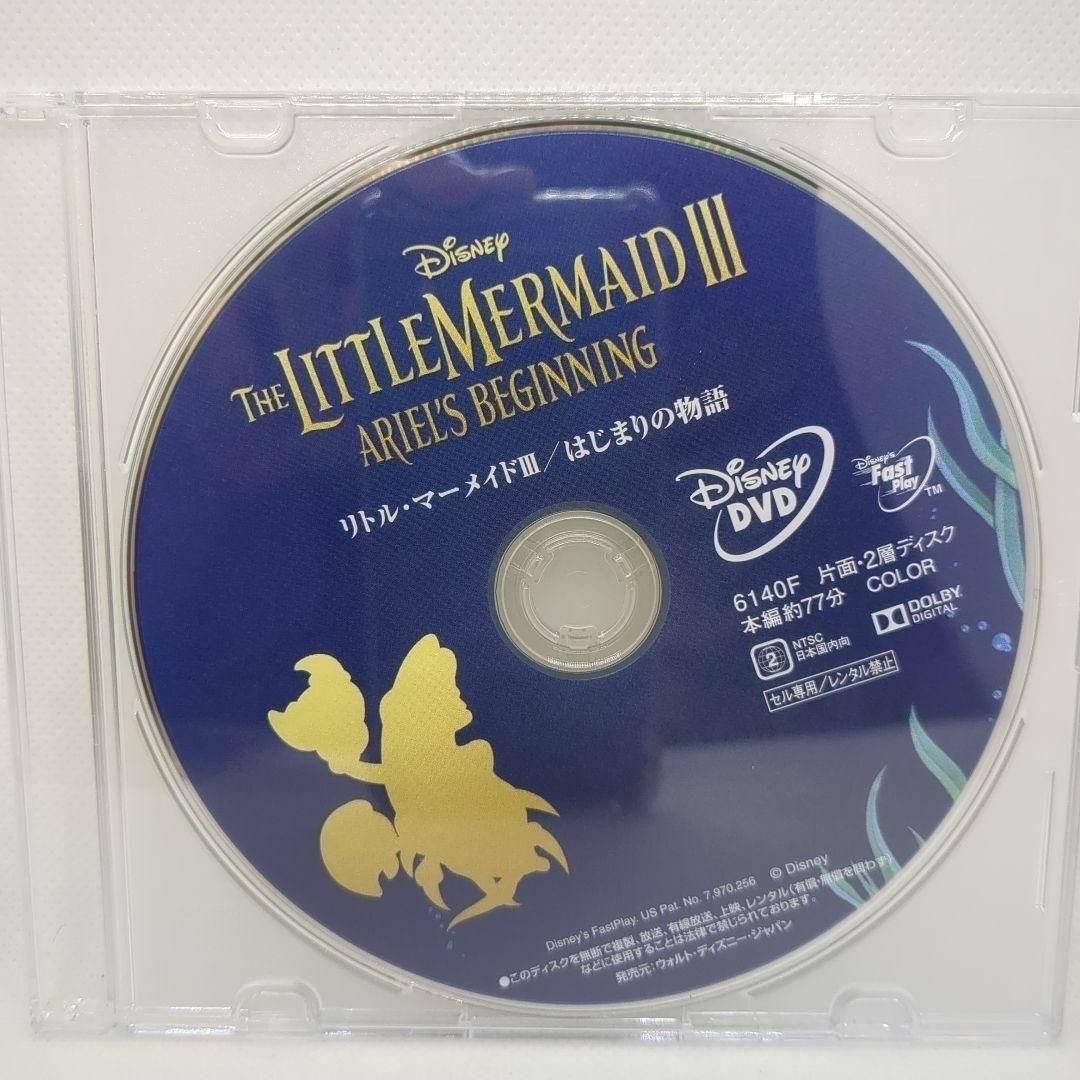 Disney
THE LITTLE MERMAID III
ARIEL'S BEGINNING
リトル・マーメイドIII/はじまりの物語
Disney
DVD
Disney's
Fast
Play
TM
6140F 片面・2層ディスク
本編約77分 COLOR
2
NTSC
日本国内向
DOLBY
DIGITAL
セル専用/レンタル禁止
Disney's FastPlay. US Pat. No. 7,970,256 © Disney
●このディスクを無断で複製、放送、有線放送、上映、レンタル(有償・無償を問わず)
などに使用することは法律で禁じられております。
発売元:ウォルト・ディズニー・ジャパン